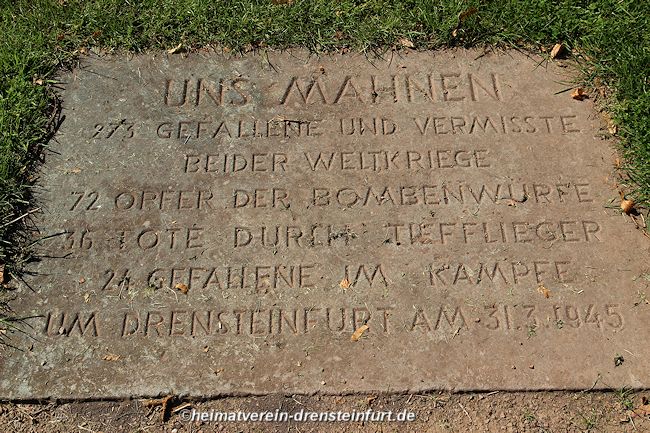 UNS MAHNEN
273 GEFALLENE UND VERMISSTE
BEIDER WELTKRIEGE
72 OPFER DER BOMBENWÜRFE
36 TOTE DURCH TIEFFLIEGER
24 GEFALLENE IM KAMPFE
UM DRENSTEINFURT AM 31.3.1945
©heimatverein-drensteinfurt.de